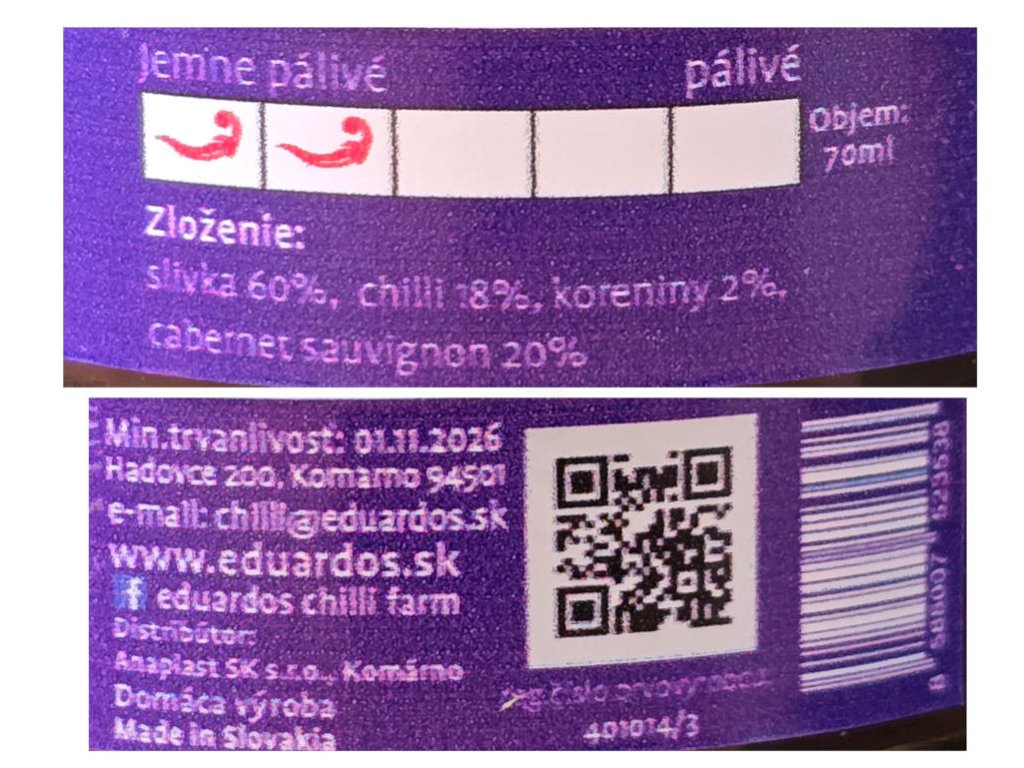 Jemne pálivé pálivé
Objem:
70ml
Zloženie:
slivka 60%, chilli 18%, koreniny 2%,
cabernet sauvignon 20%
Min.trvanlivosť: 01.11.2026
Hadovce 200, Komárno 94501
e-mail: chilli@eduardos.sk
www.eduardos.sk
f eduardos chilli farm
Distribútor:
Anaplast SK s.r.o., Komárno
Domáca výroba
Made in Slovakia
401014/3